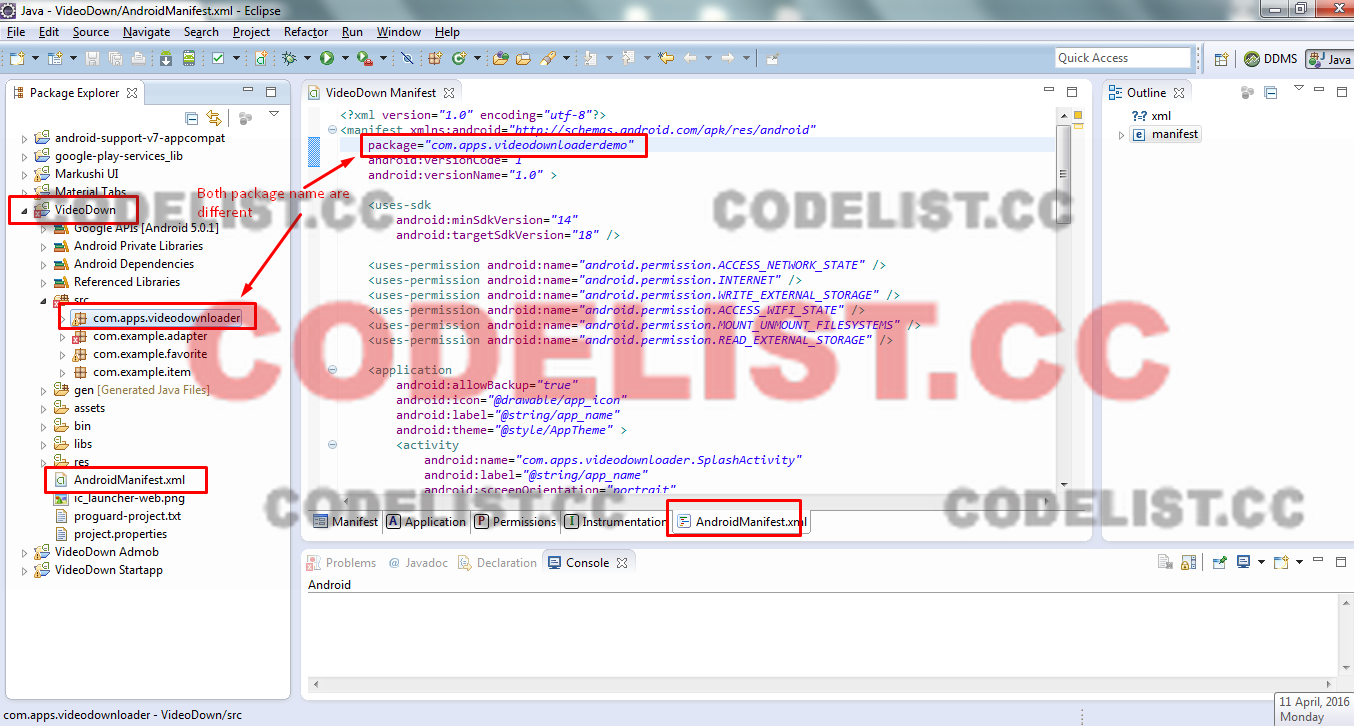 Java - VideoDown/AndroidManifest.xml - Eclipse
File Edit Source Navigate Search Project Refactor Run Window Help
Quick Access
DDMS
Java
Package Explorer
android-support-v7-appcompat
google-play-services_lib
Markushi UI
Material Tabs
VideoDown
Google APIs [Android 5.0.1]
Android Private Libraries
Android Dependencies
Referenced Libraries
src
com.apps.videodownloader
com.example.adapter
com.example.favorite
com.example.item
gen [Generated Java Files]
assets
bin
libs
res
AndroidManifest.xml
ic_launcher-web.png
proguard-project.txt
project.properties
VideoDown Admob
VideoDown Startapp
Both package name are
different
VideoDown Manifest
<?xml version="1.0" encoding="utf-8"?>
<manifest xmlns:android="http://schemas.android.com/apk/res/android"
package="com.apps.videodownloaderdemo"
android:versionCode="1"
android:versionName="1.0" >
<uses-sdk
android:minSdkVersion="14"
android:targetSdkVersion="18" />
<uses-permission android:name="android.permission.ACCESS_NETWORK_STATE" />
<uses-permission android:name="android.permission.INTERNET" />
<uses-permission android:name="android.permission.WRITE_EXTERNAL_STORAGE" />
<uses-permission android:name="android.permission.ACCESS_WIFI_STATE" />
<uses-permission android:name="android.permission.MOUNT_UNMOUNT_FILESYSTEMS" />
<uses-permission android:name="android.permission.READ_EXTERNAL_STORAGE" />
<application
android:allowBackup="true"
android:icon="@drawable/app_icon"
android:label="@string/app_name"
android:theme="@style/AppTheme" >
<activity
android:name="com.apps.videodownloader.SplashActivity"
android:label="@string/app_name"
android:screenOrientation="portrait"
Manifest
A Application
P Permissions
I Instrumentation
AndroidManifest.xml
Outline
?=? xml
e manifest
Problems
@ Javadoc
Declaration
Console
Android
com.apps.videodownloader - VideoDown/src
11 April, 2016
Monday
CODELIST.CC
CODELIST.CC
CODELIST.CC
CODELIST.CC
CODELIST.CC